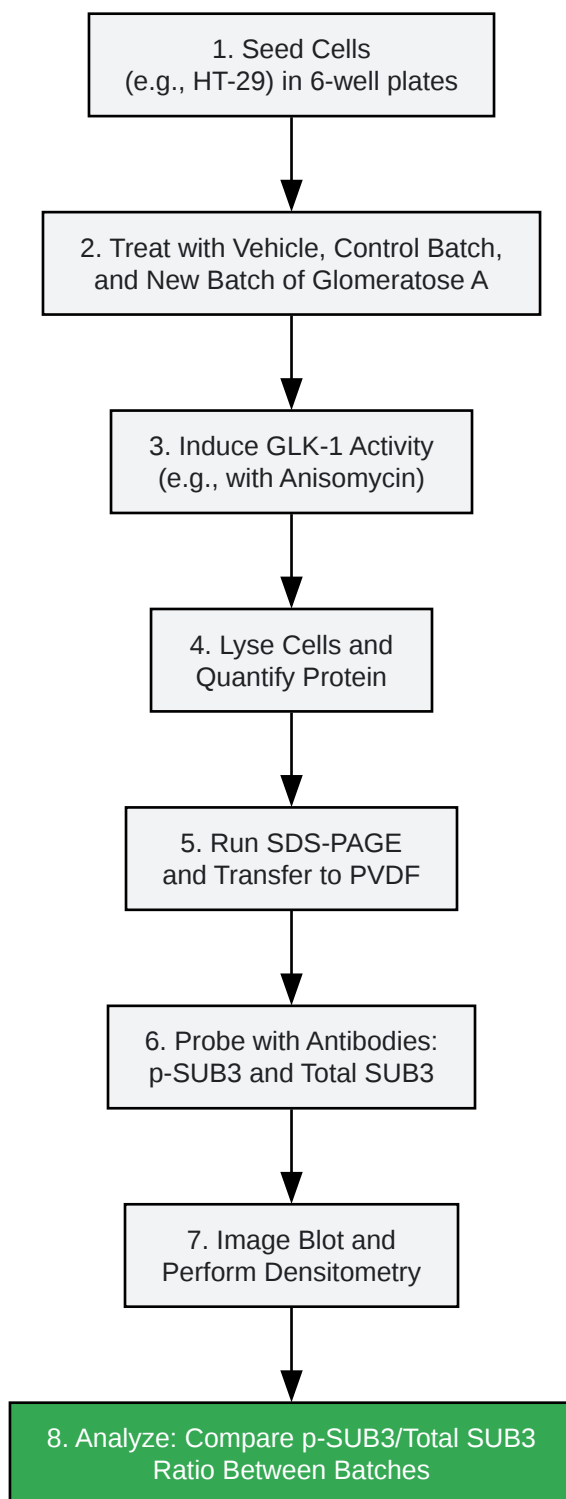 1. Seed Cells
(e.g., HT-29) in 6-well plates
2. Treat with Vehicle, Control Batch,
and New Batch of Glomeratose A
3. Induce GLK-1 Activity
(e.g., with Anisomycin)
4. Lyse Cells and
Quantify Protein
5. Run SDS-PAGE
and Transfer to PVDF
6. Probe with Antibodies:
p-SUB3 and Total SUB3
7. Image Blot and
Perform Densitometry
8. Analyze: Compare p-SUB3/Total SUB3
Ratio Between Batches